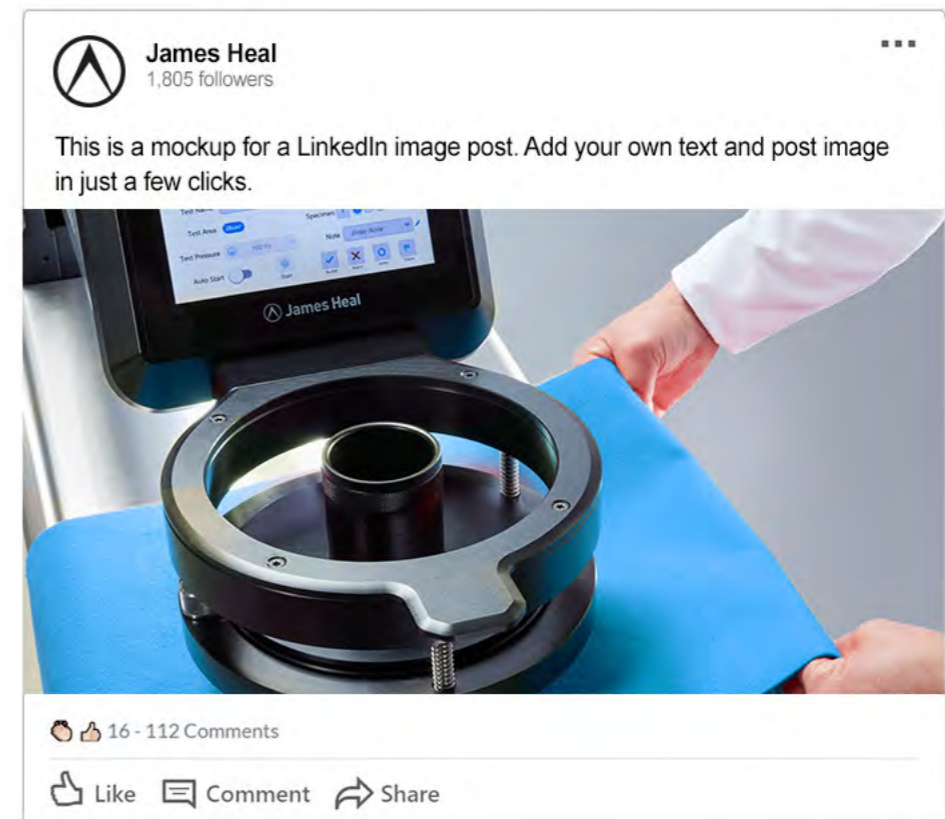 James Heal
1,805 followers
This is a mockup for a LinkedIn image post. Add your own text and post image
in just a few clicks.
Test Area
Specimen
Note
Test Pressure
Auto Start
Start
James Heal
16 - 112 Comments
Like Comment Share